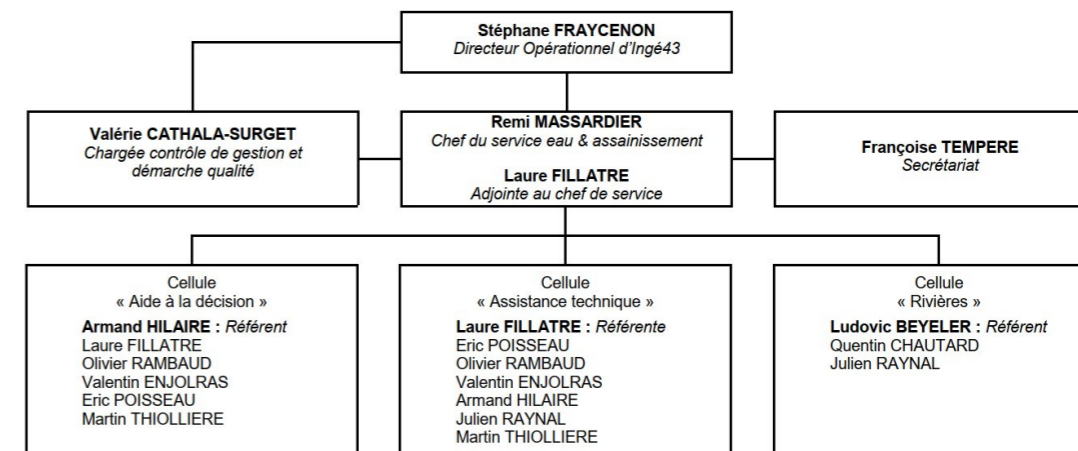 Stéphane FRAYCENON
Directeur Opérationnel d'Ingé43
Valérie CATHALA-SURGET
Chargée contrôle de gestion et
démarche qualité
Remi MASSARDIER
Chef du service eau & assainissement
Laure FILLATRE
Adjointe au chef de service
Françoise TEMPERE
Secrétariat
Cellule
« Aide à la décision »
Armand HILAIRE : Référent
Laure FILLATRE
Olivier RAMBAUD
Valentin ENJOLRAS
Eric POISSEAU
Martin THIOLLIERE
Cellule
« Assistance technique »
Laure FILLATRE : Référente
Eric POISSEAU
Olivier RAMBAUD
Valentin ENJOLRAS
Armand HILAIRE
Julien RAYNAL
Martin THIOLLIERE
Cellule
« Rivières »
Ludovic BEYELER : Référent
Quentin CHAUTARD
Julien RAYNAL